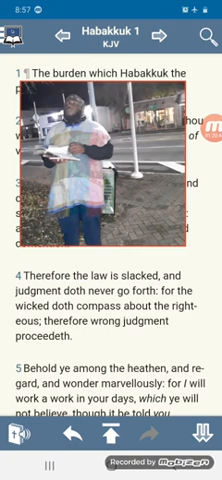 8:57
Habakkuk 1
KJV
1 ¶ The burden which Habakkuk the
2
of
3
4 Therefore the law is slacked, and
judgment doth never go forth: for the
wicked doth compass about the right-
eous; therefore wrong judgment
proceedeth.
5 Behold ye among the heathen, and re-
gard, and wonder marvellously: for I will
work a work in your days, which ye will
not believe, though it be told you.
Recorded by mobizen